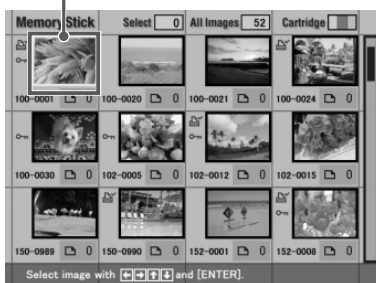 Memory Stick Select 0 All Images 52 Cartridge
100-0001 0 100-0020 0 100-0021 0 100-0024 0
100-0030 0 102-0005 0 102-0012 0 102-0015 0
150-0989 0 150-0990 0 152-0001 0 152-0008 0
Select image with ←→↑↓ and [ENTER].